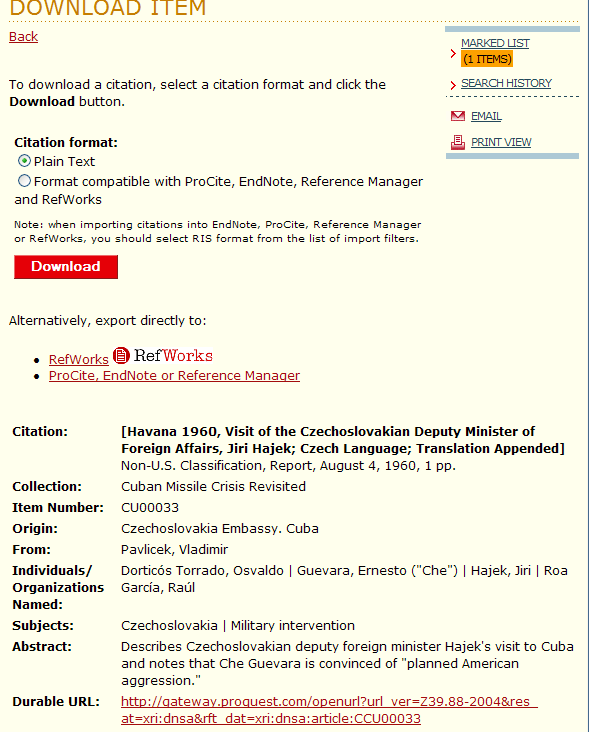 DOWNLOAD ITEM
Back
MARKED LIST
(1 ITEMS)
SEARCH HISTORY
EMAIL
PRINT VIEW
To download a citation, select a citation format and click the
Download button.
Citation format:
Plain Text
Format compatible with ProCite, EndNote, Reference Manager
and RefWorks
Note: when importing citations into EndNote, ProCite, Reference Manager
or RefWorks, you should select RIS format from the list of import filters.
Download
Alternatively, export directly to:
RefWorks RefWorks
ProCite, EndNote or Reference Manager
Citation: [Havana 1960, Visit of the Czechoslovakian Deputy Minister of
Foreign Affairs, Jiri Hajek; Czech Language; Translation Appended]
Non-U.S. Classification, Report, August 4, 1960, 1 pp.
Collection: Cuban Missile Crisis Revisited
Item Number: CU00033
Origin: Czechoslovakia Embassy. Cuba
From: Pavlicek, Vladimir
Individuals/ Dorticós Torrado, Osvaldo | Guevara, Ernesto ("Che") | Hajek, Jiri | Roa
Organizations García, Raúl
Named:
Subjects: Czechoslovakia | Military intervention
Abstract: Describes Czechoslovakian deputy foreign minister Hajek's visit to Cuba
and notes that Che Guevara is convinced of "planned American
aggression."
Durable URL: http://gateway.proquest.com/openurl?url_ver=Z39.88-2004&res_
at=xri:dnsa&rft_dat=xri:dnsa:article:CCU00033